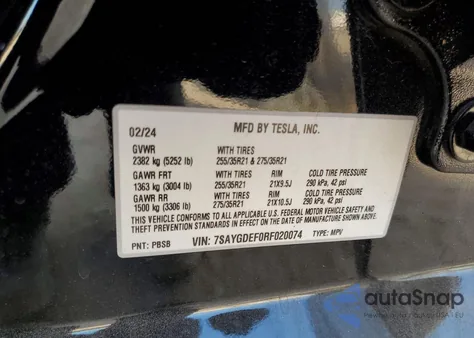 02/24 MFD BY TESLA, INC.
GVWR WITH TIRES
2382 kg (5252 lb) 255/35R21 & 275/35R21
GAWR FRT WITH TIRES RIM COLD TIRE PRESSURE
1363 kg (3004 lb) 255/35R21 21X9.5J 290 kPa, 42 psi
GAWR RR WITH TIRES RIM COLD TIRE PRESSURE
1500 kg (3306 lb) 275/35R21 21X10.5J 290 kPa, 42 psi
THIS VEHICLE CONFORMS TO ALL APPLICABLE U.S. FEDERAL MOTOR VEHICLE SAFETY AND
THEFT PREVENTION STANDARDS IN EFFECT ON THE DATE OF MANUFACTURE SHOWN ABOVE.
PNT: PBSB VIN: 7SAYGDEF0RF020074 TYPE: MPV
autoSnap